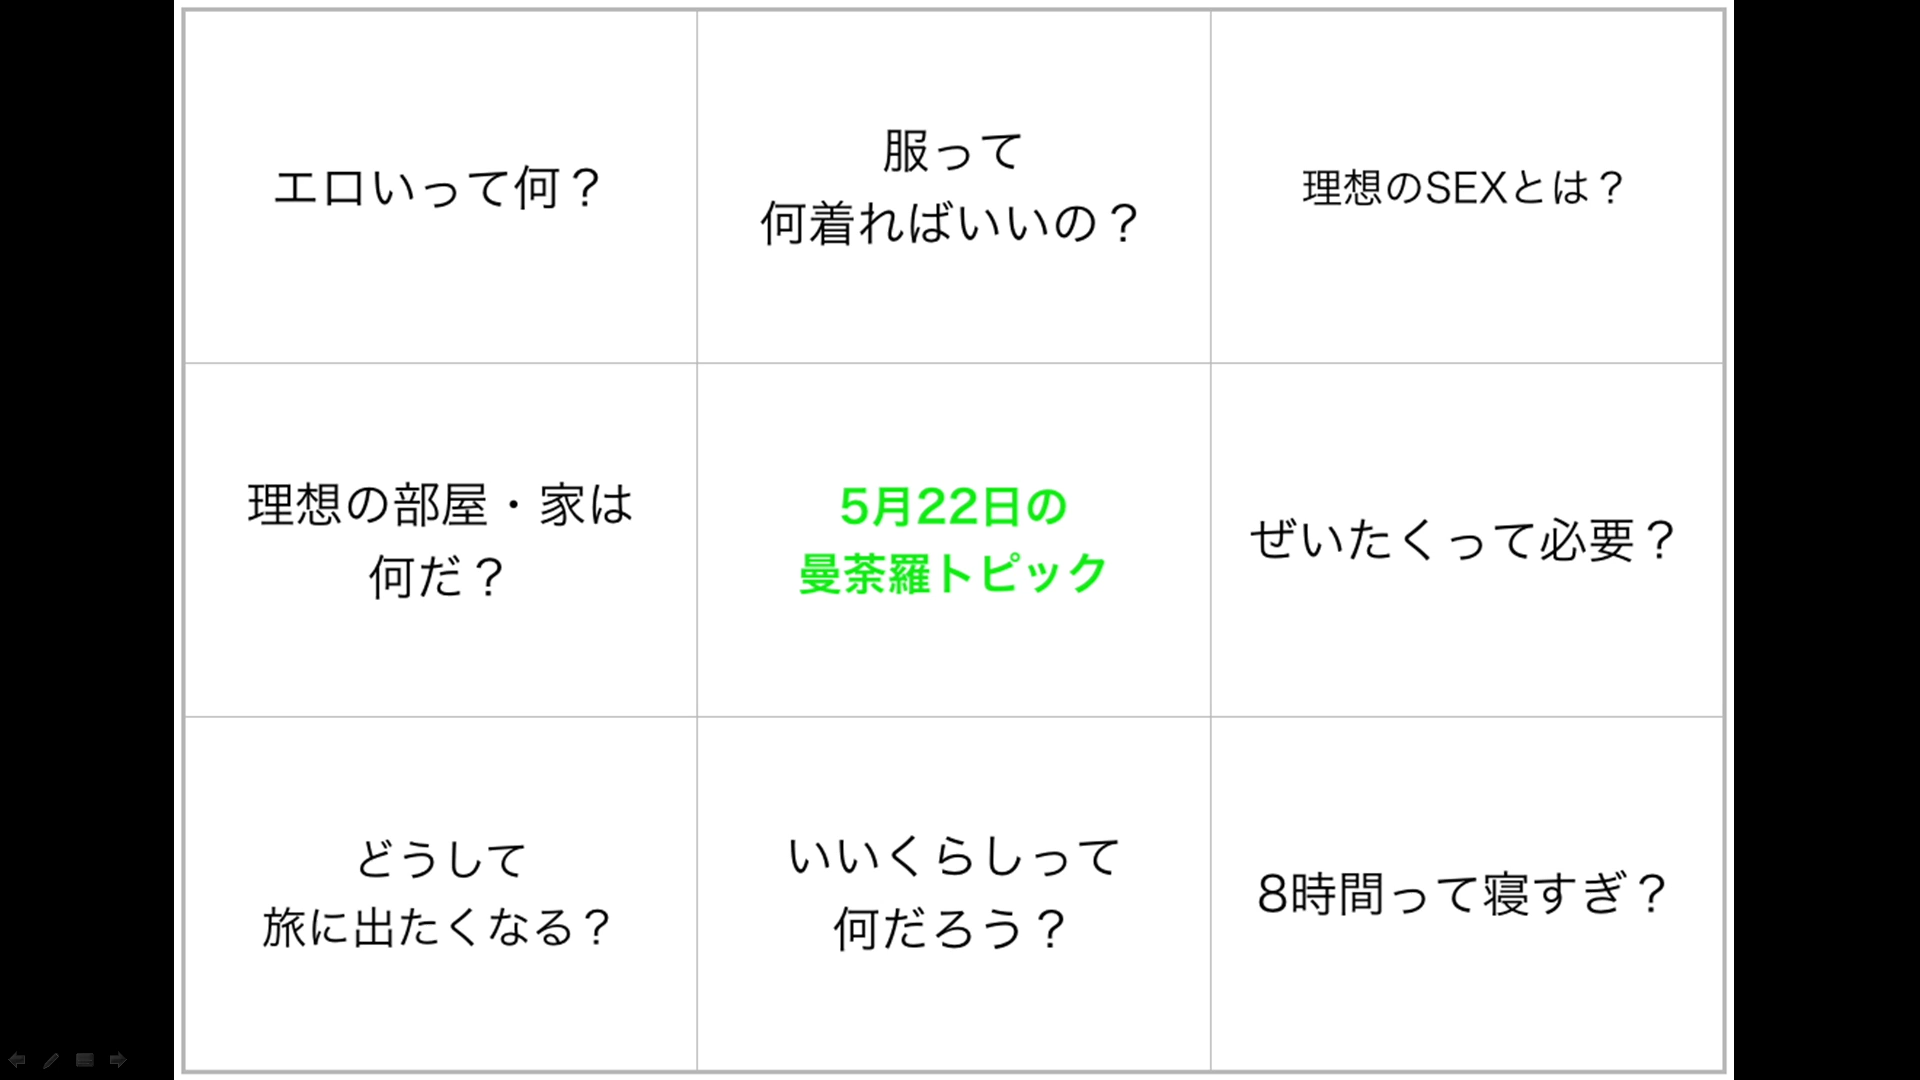 エロいって何？
服って
何着ればいいの？
理想のSEXとは？
理想の部屋・家は
何だ？
5月22日の
曼荼羅トピック
ぜいたくって必要？
どうして
旅に出たくなる？
いいくらしって
何だろう？
8時間って寝すぎ？